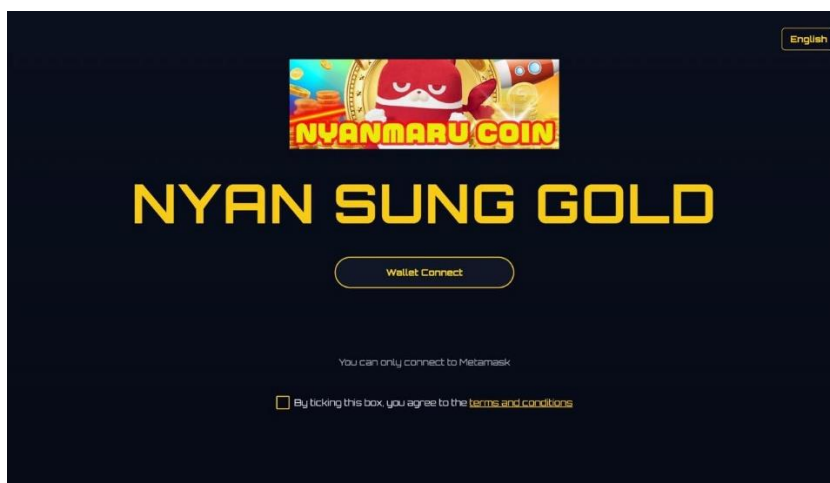 English
NYANMARU COIN
NYAN SUNG GOLD
Wallet Connect
You can only connect to Metamask
By ticking this box, you agree to the terms and conditions